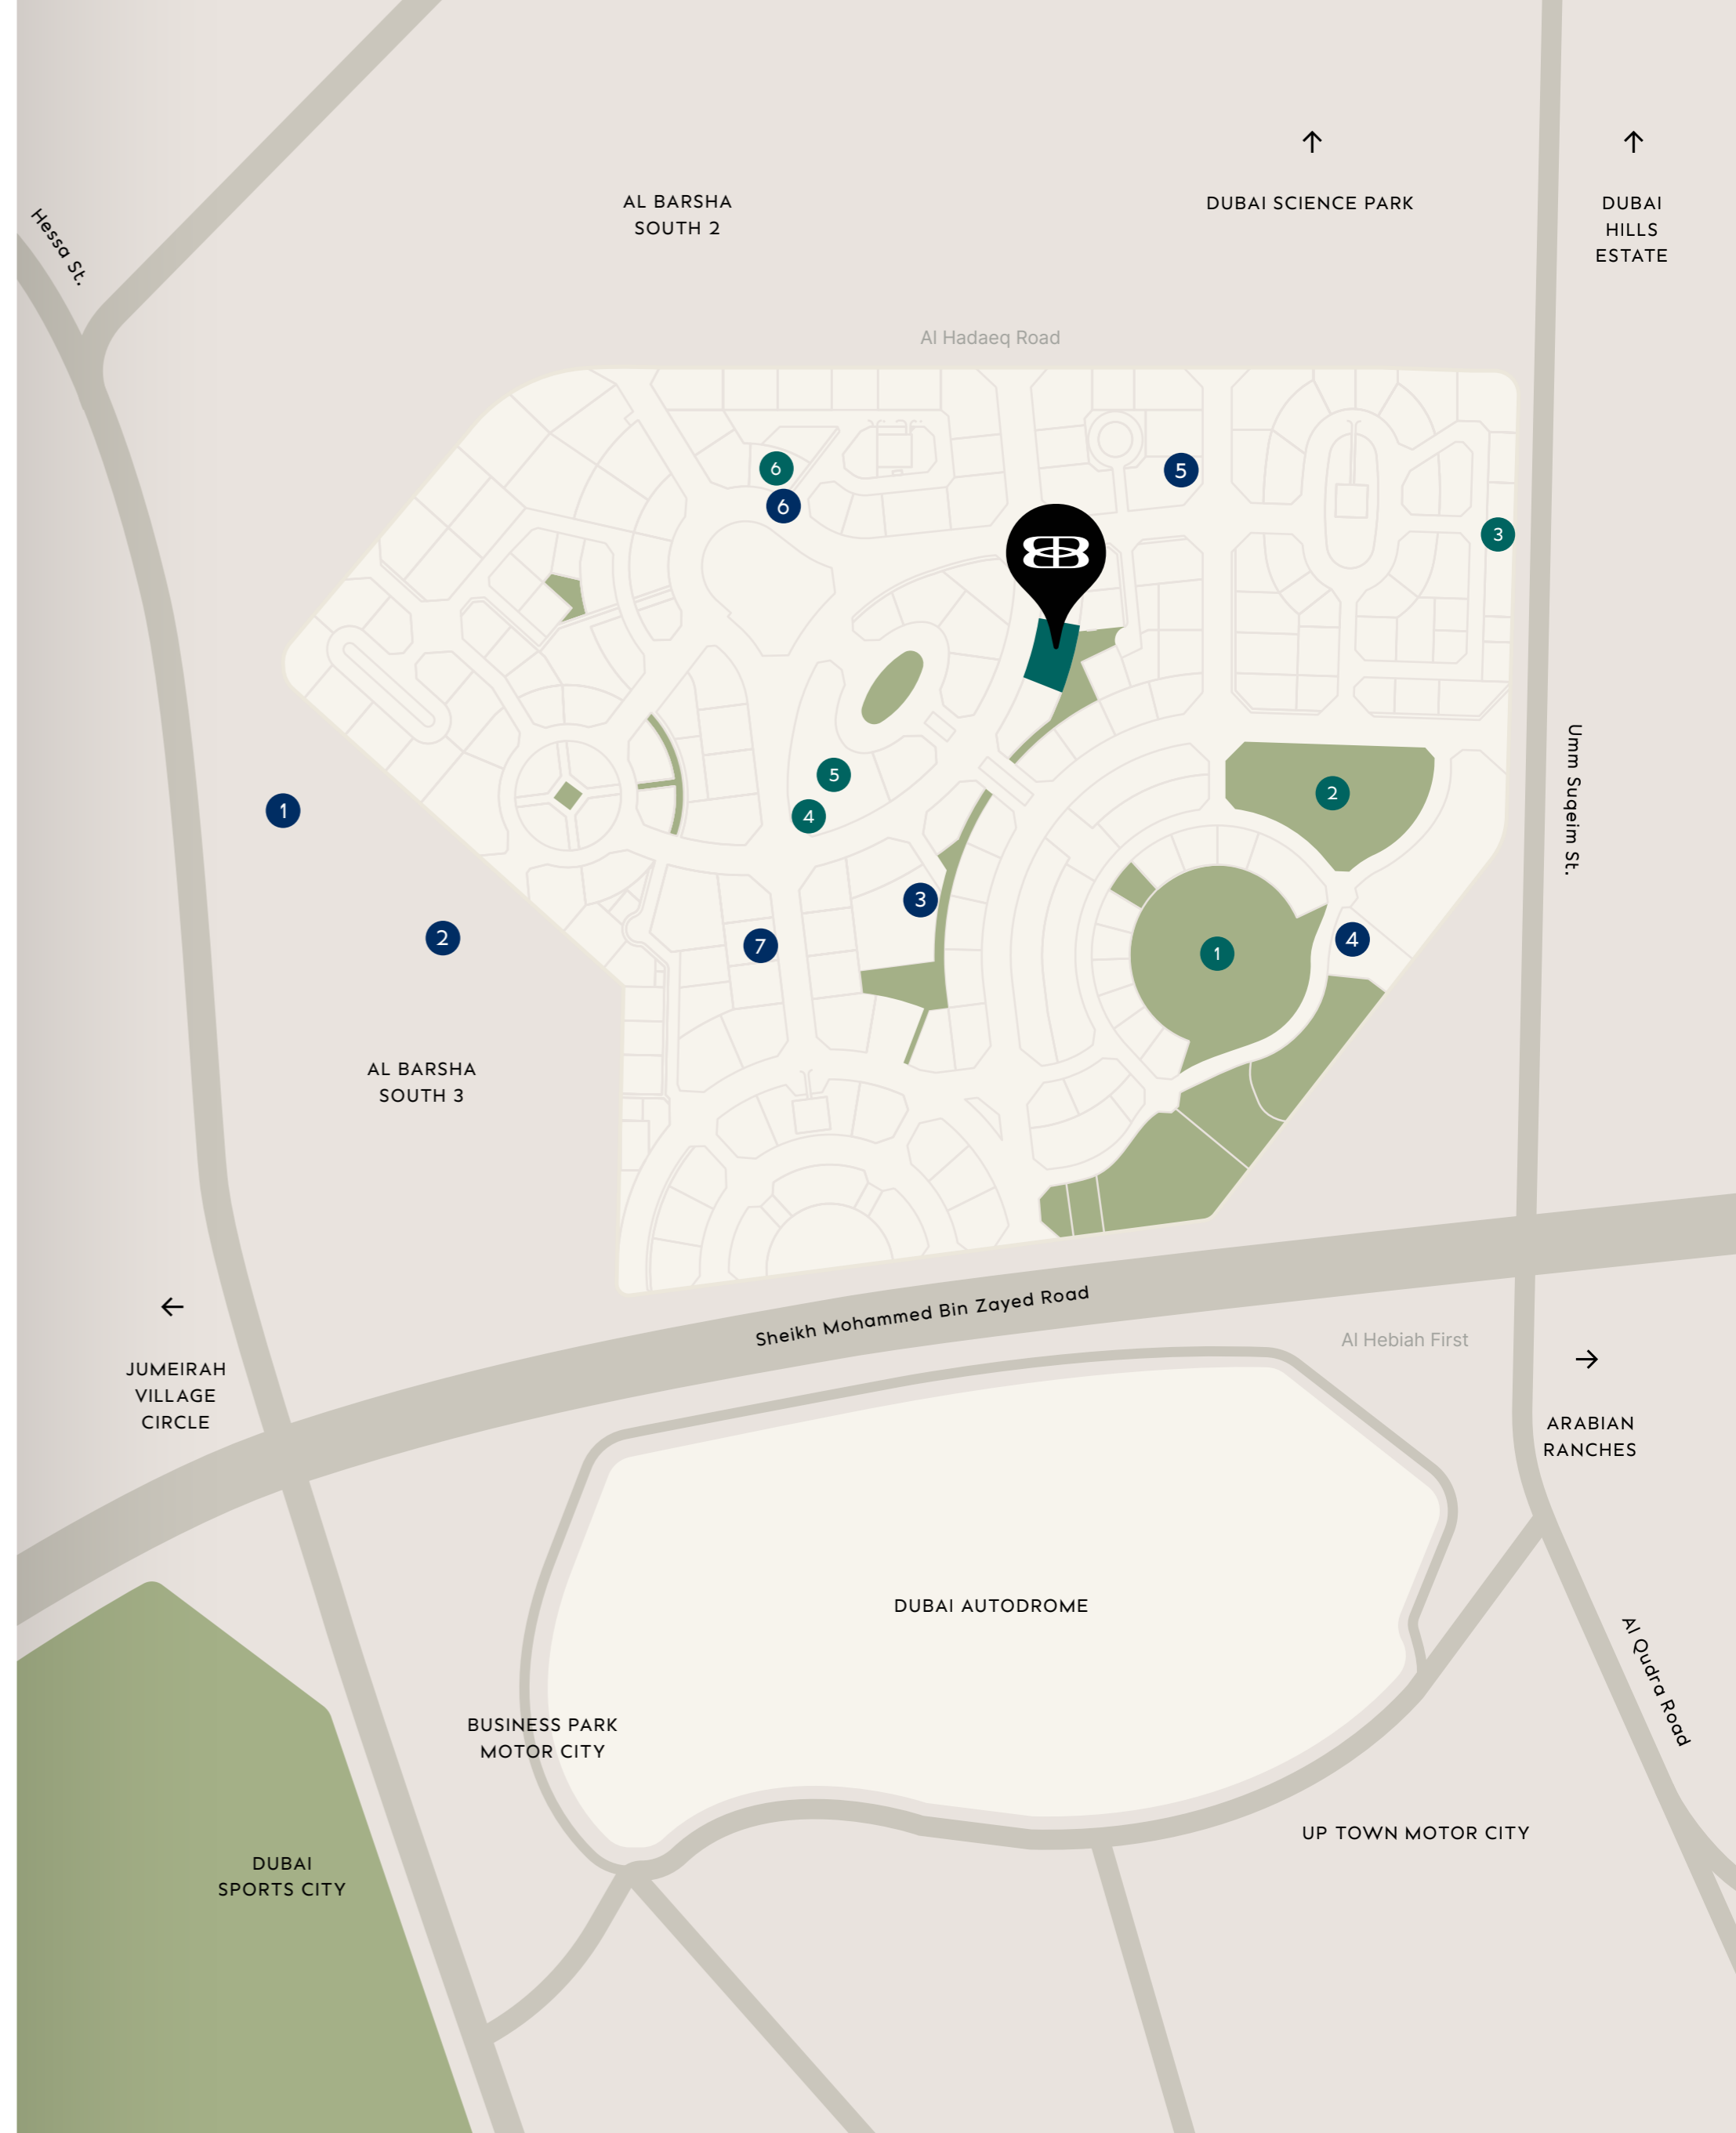 Hessa St.
AL BARSHA
SOUTH 2
DUBAI SCIENCE PARK
DUBAI
HILLS
ESTATE
Al Hadaeq Road
6
6
5
3
5
4
2
1
3
2
7
1
4
Umm Suqeim St.
AL BARSHA
SOUTH 3
Sheikh Mohammed Bin Zayed Road
Al Hebiah First
JUMEIRAH
VILLAGE
CIRCLE
ARABIAN
RANCHES
DUBAI AUTODROME
Al Qudra Road
BUSINESS PARK
MOTOR CITY
UP TOWN MOTOR CITY
DUBAI
SPORTS CITY